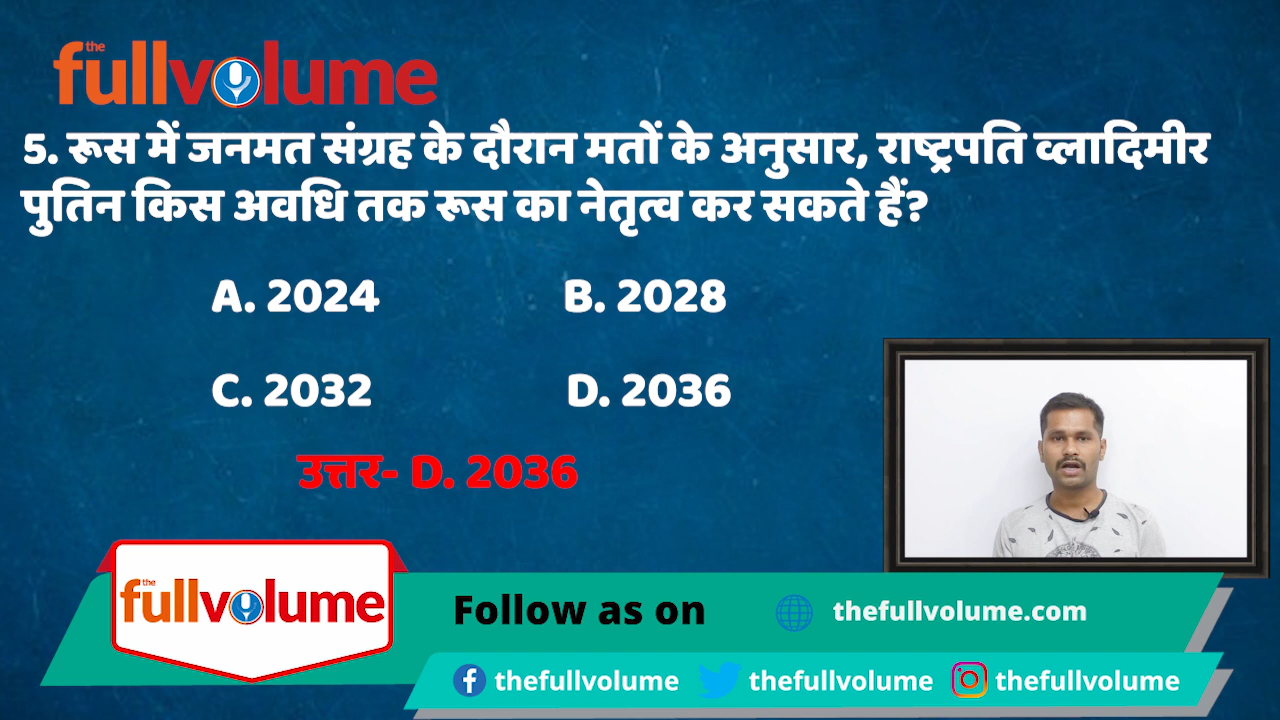 the
fullvolume
5. रूस में जनमत संग्रह के दौरान मतों के अनुसार, राष्ट्रपति व्लादिमीर
पुतिन किस अवधि तक रूस का नेतृत्व कर सकते हैं?
A. 2024 B. 2028
C. 2032 D. 2036
उत्तर- D. 2036
the
fullvolume
Follow as on thefullvolume.com
thefullvolume thefullvolume thefullvolume